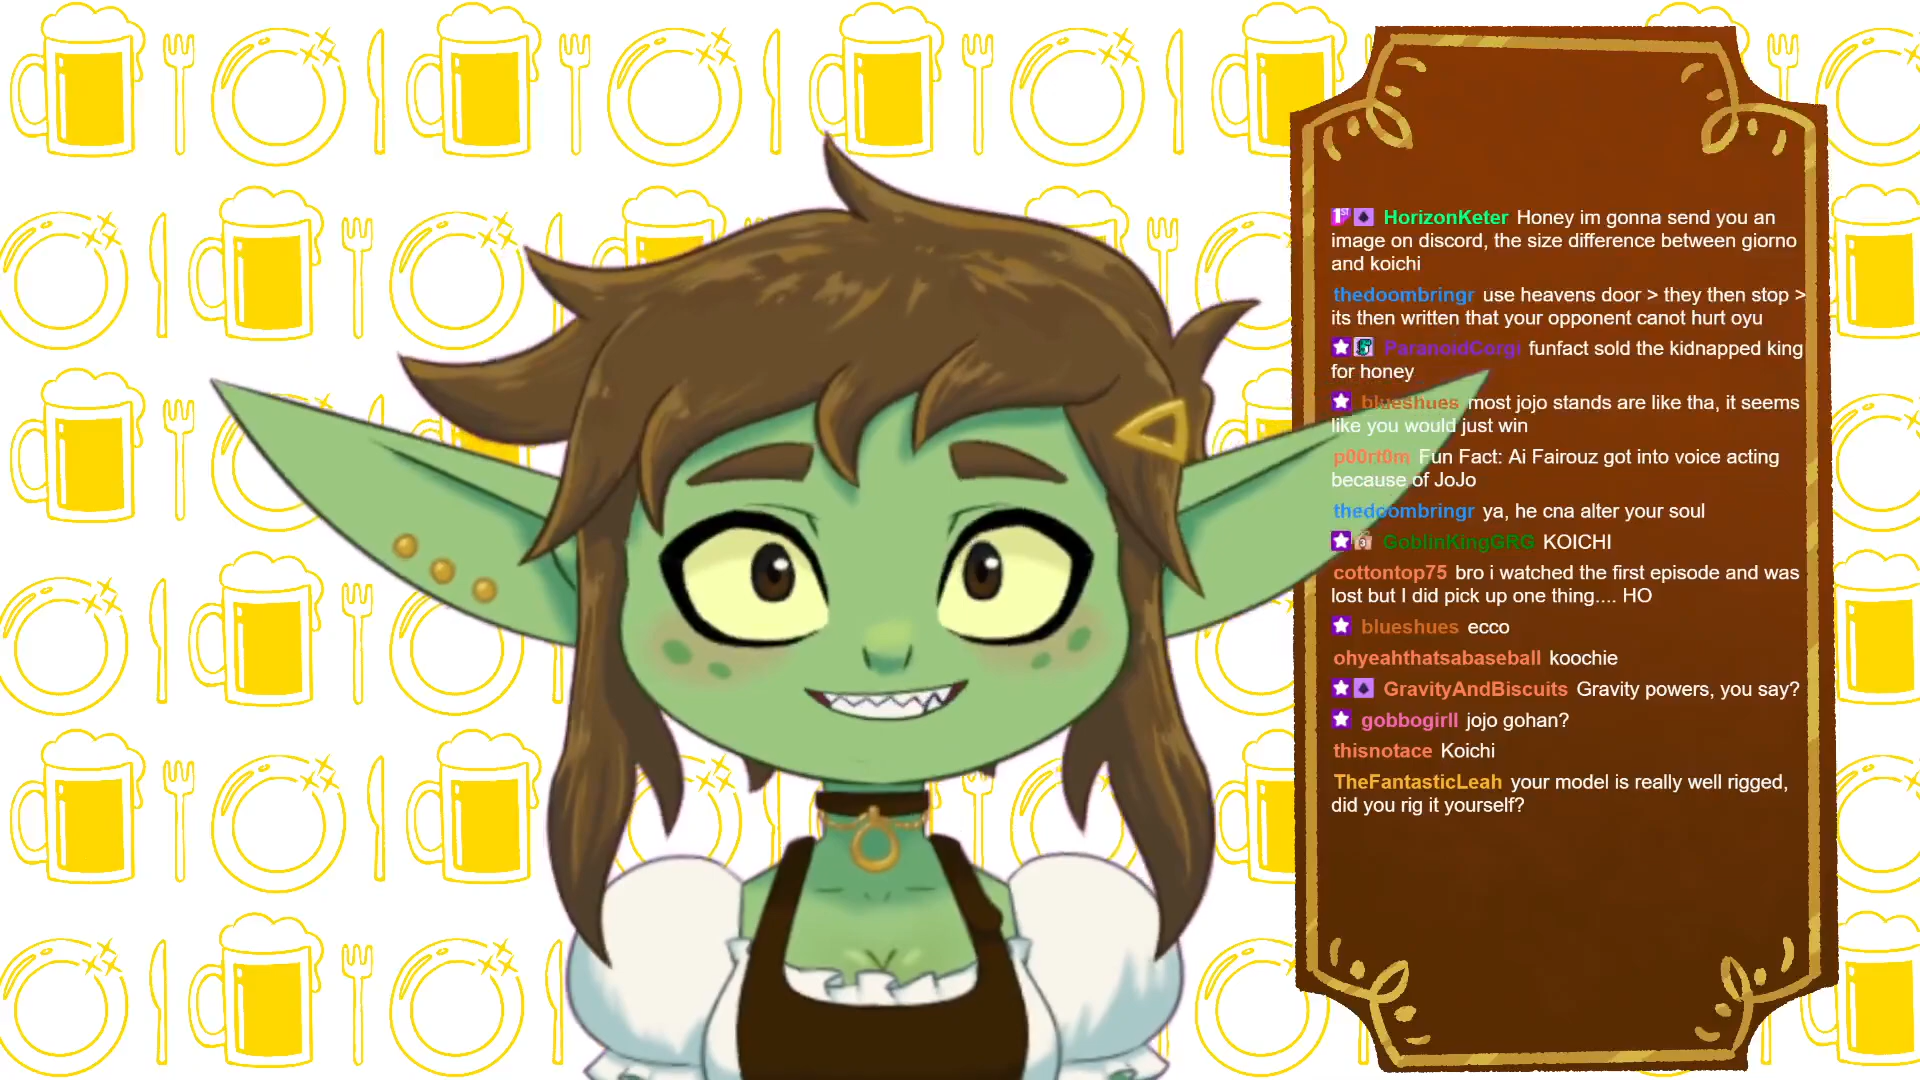 HorizonKeter Honey im gonna send you an
image on discord, the size difference between giorno
and koichi
thedoombringr use heavens door > they then stop >
its then written that your opponent canot hurt oyu
ParanoidCorgi funfact sold the kidnapped king
for honey
blueshues most jojo stands are like tha, it seems
like you would just win
p00rt0m Fun Fact: Ai Fairouz got into voice acting
because of JoJo
thedoombringr ya, he cna alter your soul
GoblinKingGRG KOICHI
cottontop75 bro i watched the first episode and was
lost but I did pick up one thing.... HO
blueshues ecco
ohyeahthatsabaseball koochie
GravityAndBiscuits Gravity powers, you say?
gobbogirll jojo gohan?
thisnotace Koichi
TheFantasticLeah your model is really well rigged,
did you rig it yourself?